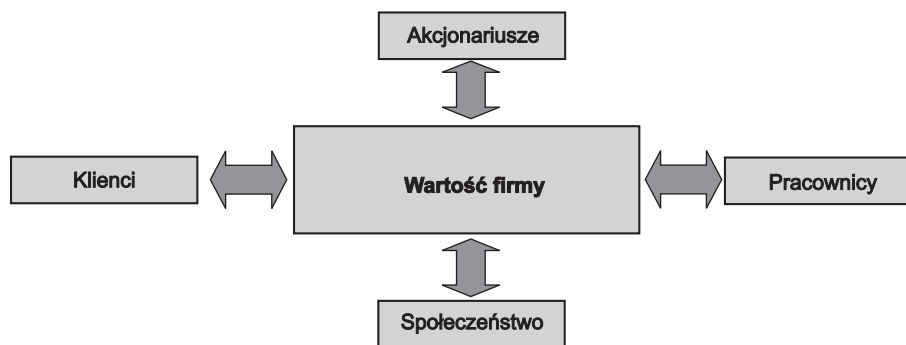 Akcjonariusze
Klienci
Wartość firmy
Pracownicy
Społeczeństwo